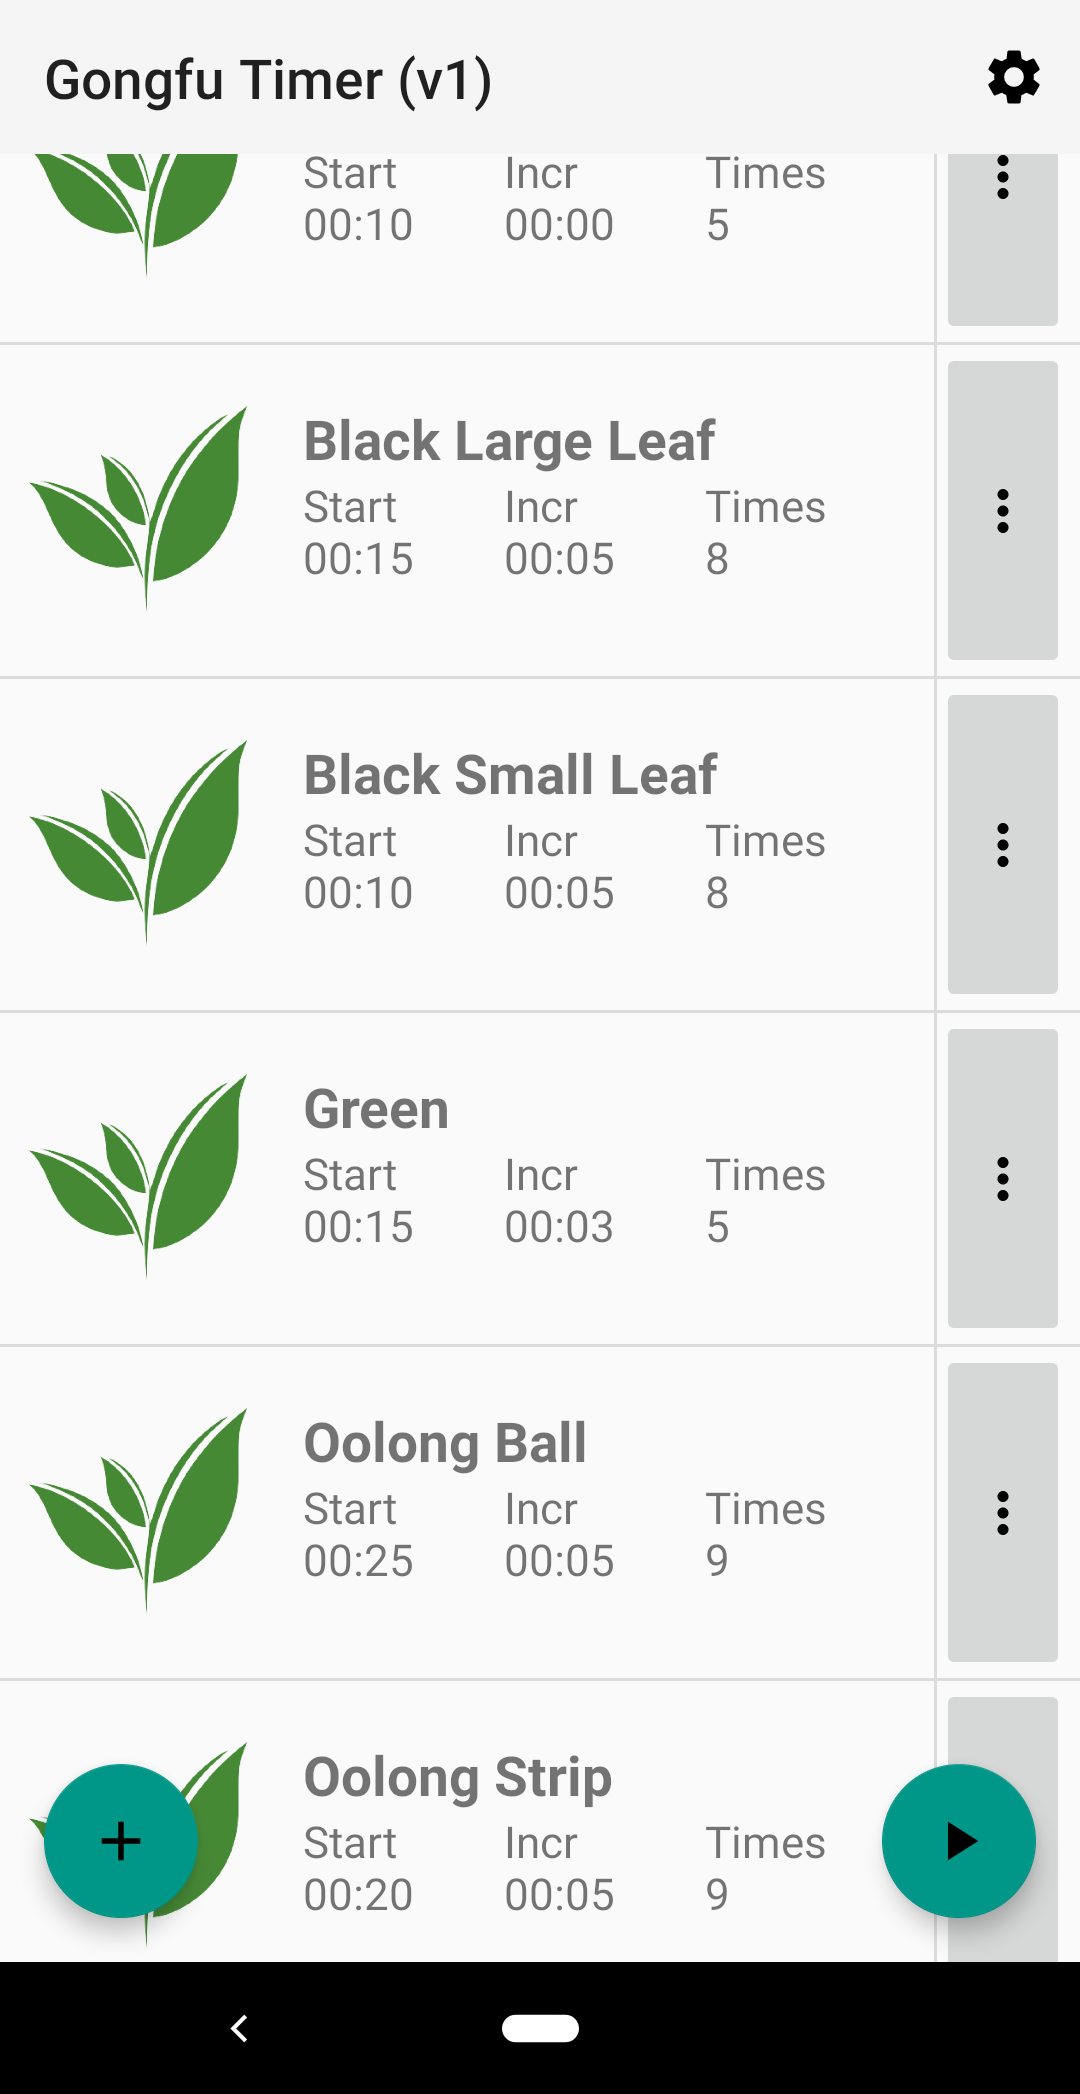 Gongfu Timer (v1)
Start Incr Times
00:10 00:00 5
Black Large Leaf
Start Incr Times
00:15 00:05 8
Black Small Leaf
Start Incr Times
00:10 00:05 8
Green
Start Incr Times
00:15 00:03 5
Oolong Ball
Start Incr Times
00:25 00:05 9
Oolong Strip
Start Incr Times
00:20 00:05 9